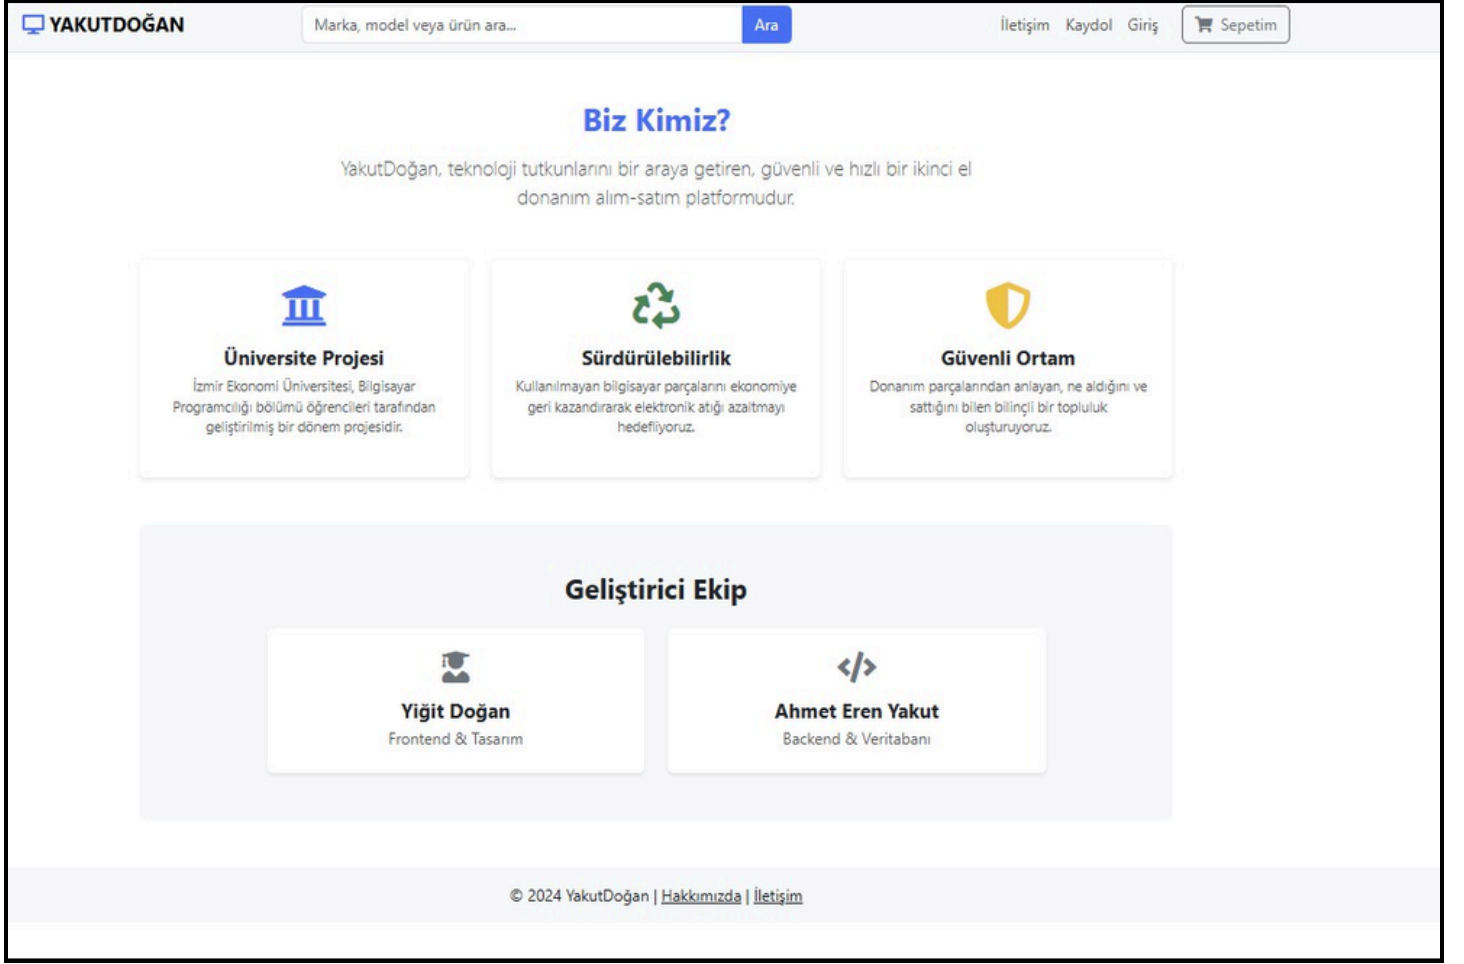 YAKUTDOĞAN
Marka, model veya ürün ara...
Ara
İletişim Kaydol Giriş Sepetim
Biz Kimiz?
YakutDoğan, teknoloji tutkunlarını bir araya getiren, güvenli ve hızlı bir ikinci el
donanım alım-satım platformudur.
Üniversite Projesi
İzmir Ekonomi Üniversitesi, Bilgisayar
Programcılığı bölümü öğrencileri tarafından
geliştirilmiş bir dönem projesidir.
Sürdürülebilirlik
Kullanılmayan bilgisayar parçalarını ekonomiye
geri kazandırarak elektronik atığı azaltmayı
hedefliyoruz.
Güvenli Ortam
Donanım parçalarından anlayan, ne aldığını ve
sattığını bilen bilinçli bir topluluk
oluşturuyoruz.
Geliştirici Ekip
Yiğit Doğan
Frontend & Tasarım
Ahmet Eren Yakut
Backend & Veritabanı
© 2024 YakutDoğan | Hakkımızda | İletişim